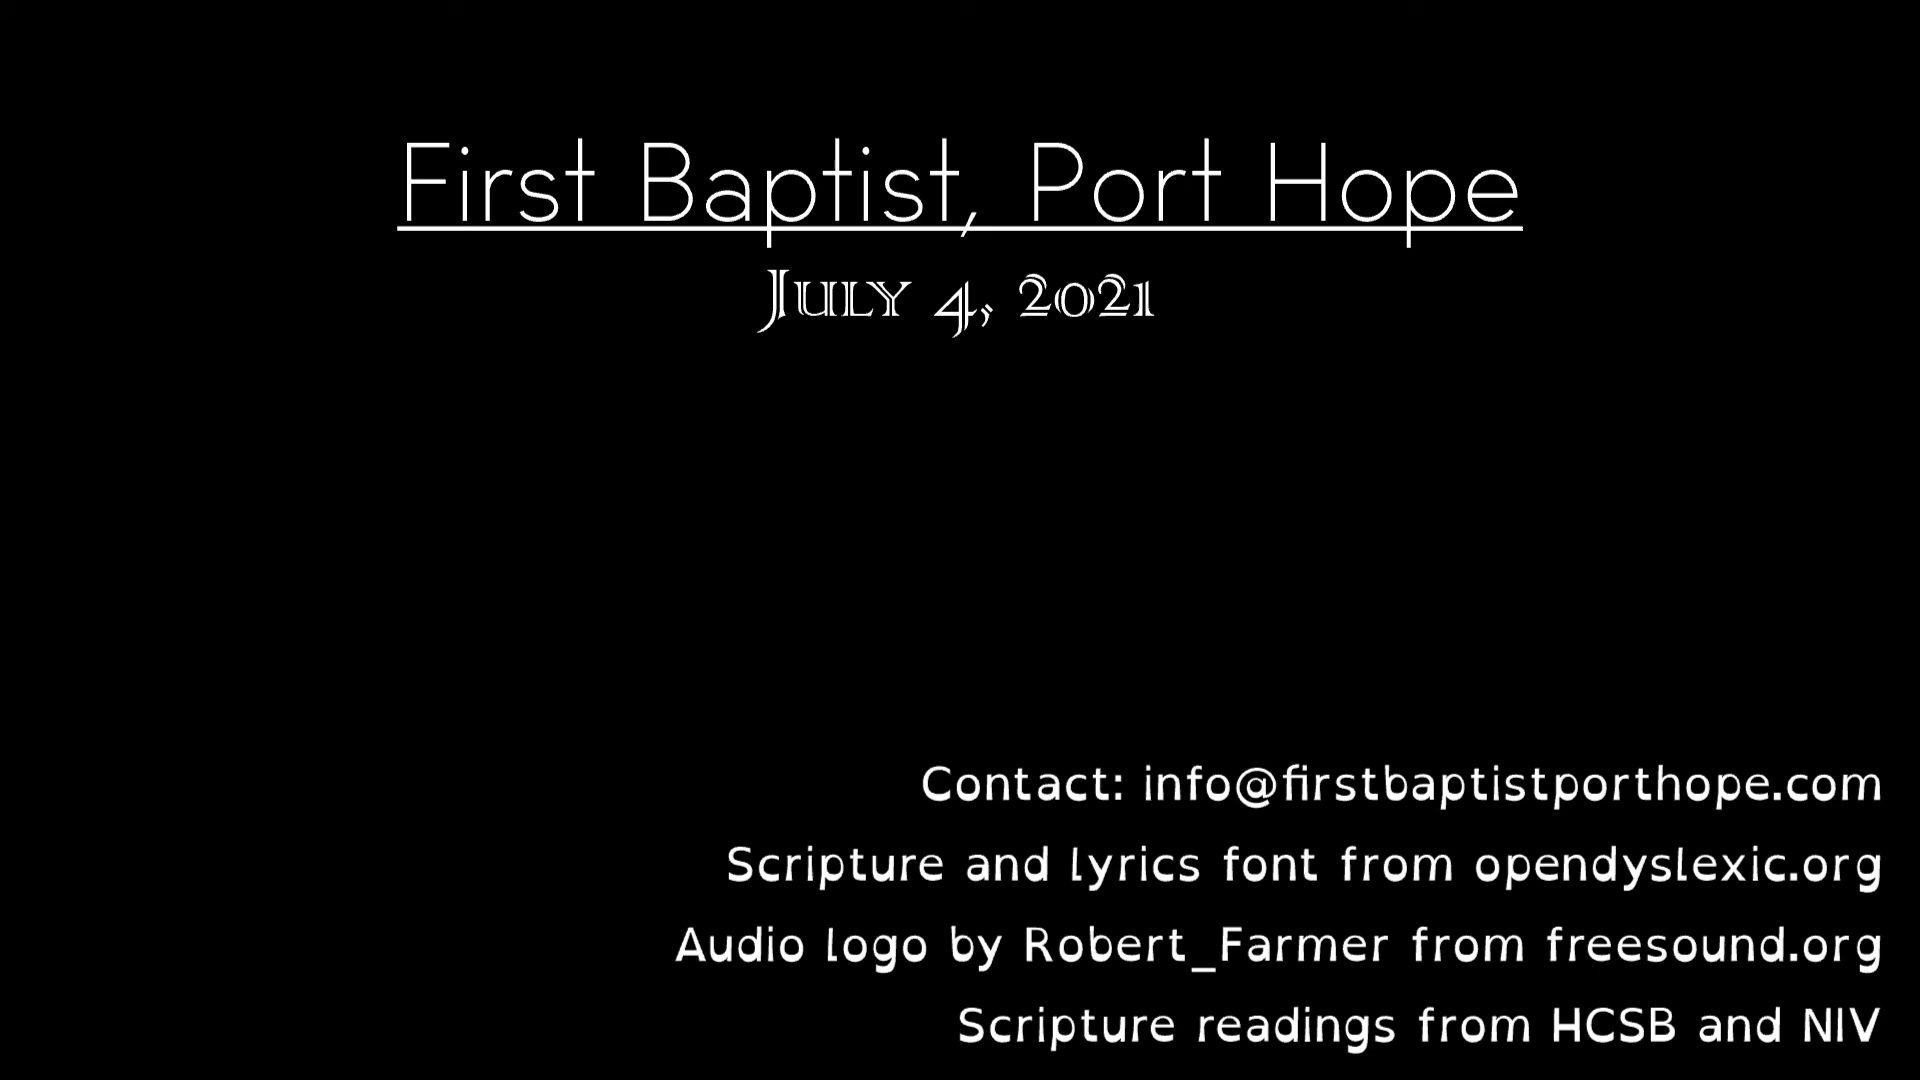 First Baptist, Port Hope
July 4, 2021
Contact: info@firstbaptistporthope.com
Scripture and lyrics font from opendyslexic.org
Audio logo by Robert_Farmer from freesound.org
Scripture readings from HCSB and NIV